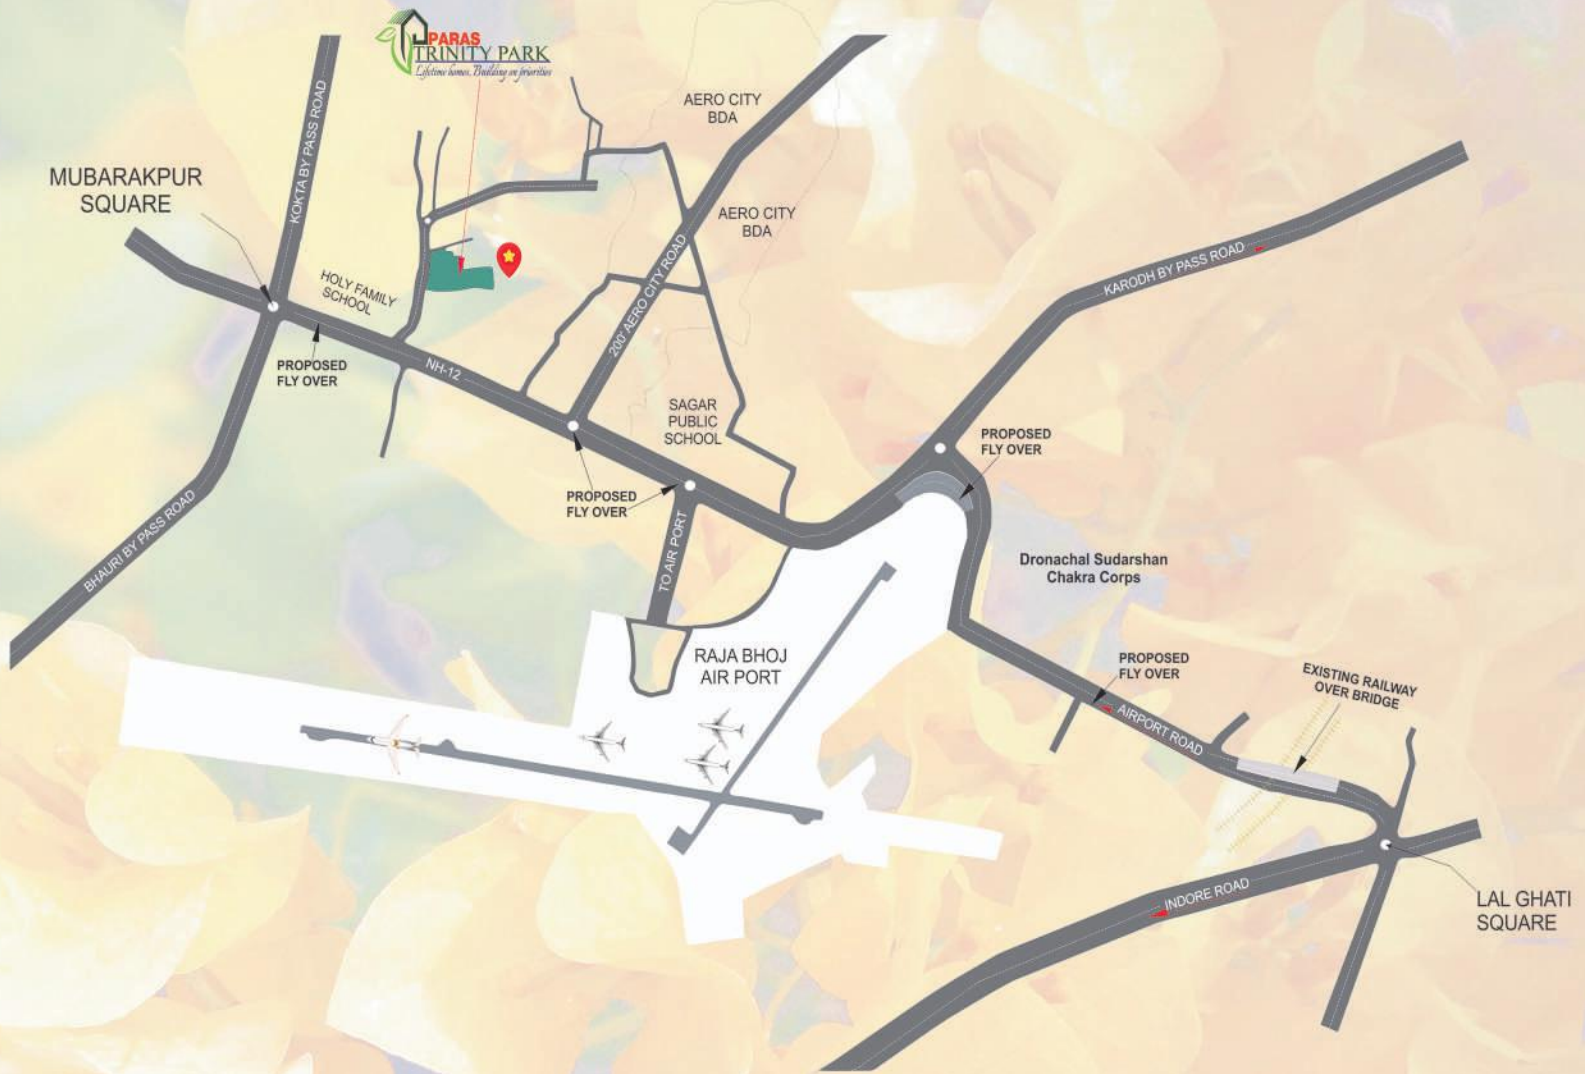 PARAS
TRINITY PARK
Lifetime homes. Building on priorities
AERO CITY
BDA
KOKTA BY PASS ROAD
MUBARAKPUR
SQUARE
AERO CITY
BDA
200' AERO CITY ROAD
KARODH BY PASS ROAD
HOLY FAMILY
SCHOOL
PROPOSED
FLY OVER
NH-12
SAGAR
PUBLIC
SCHOOL
PROPOSED
FLY OVER
PROPOSED
FLY OVER
BHAURI BY PASS ROAD
TO AIR PORT
Dronachal Sudarshan
Chakra Corps
RAJA BHOJ
AIR PORT
PROPOSED
FLY OVER
EXISTING RAILWAY
OVER BRIDGE
AIRPORT ROAD
INDORE ROAD
LAL GHATI
SQUARE